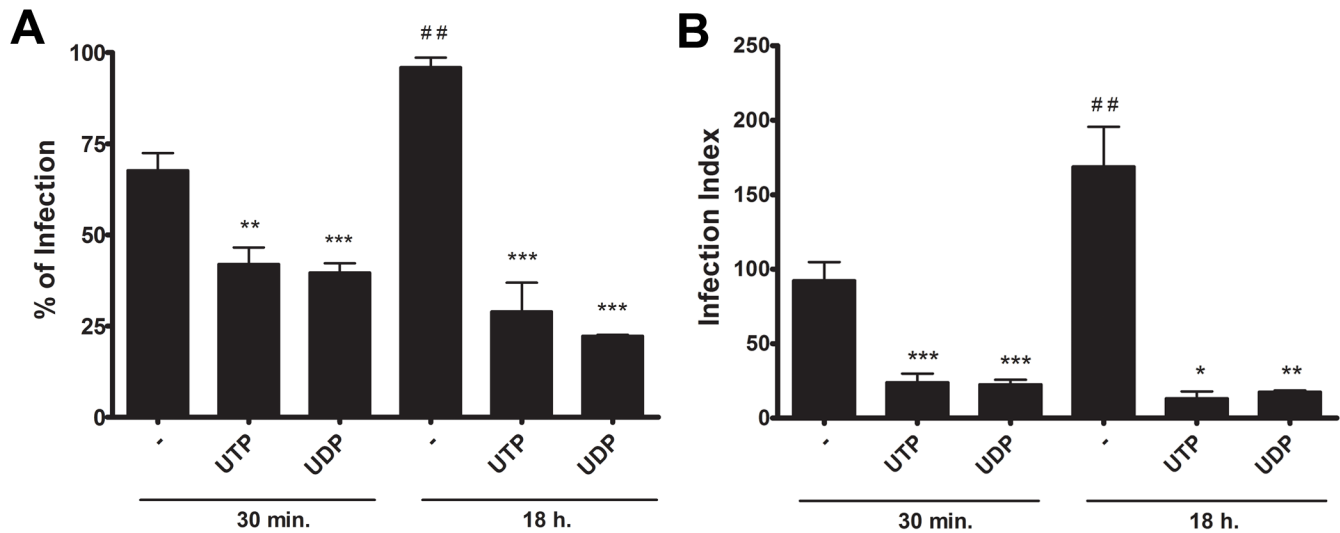 A
% of Infection
100
75
50
25
0
##
**
***
***
***
-
UTP
UDP
-
UTP
UDP
30 min.
18 h.
B
Infection Index
250
200
150
100
50
0
##
***
***
*
**
-
UTP
UDP
-
UTP
UDP
30 min.
18 h.